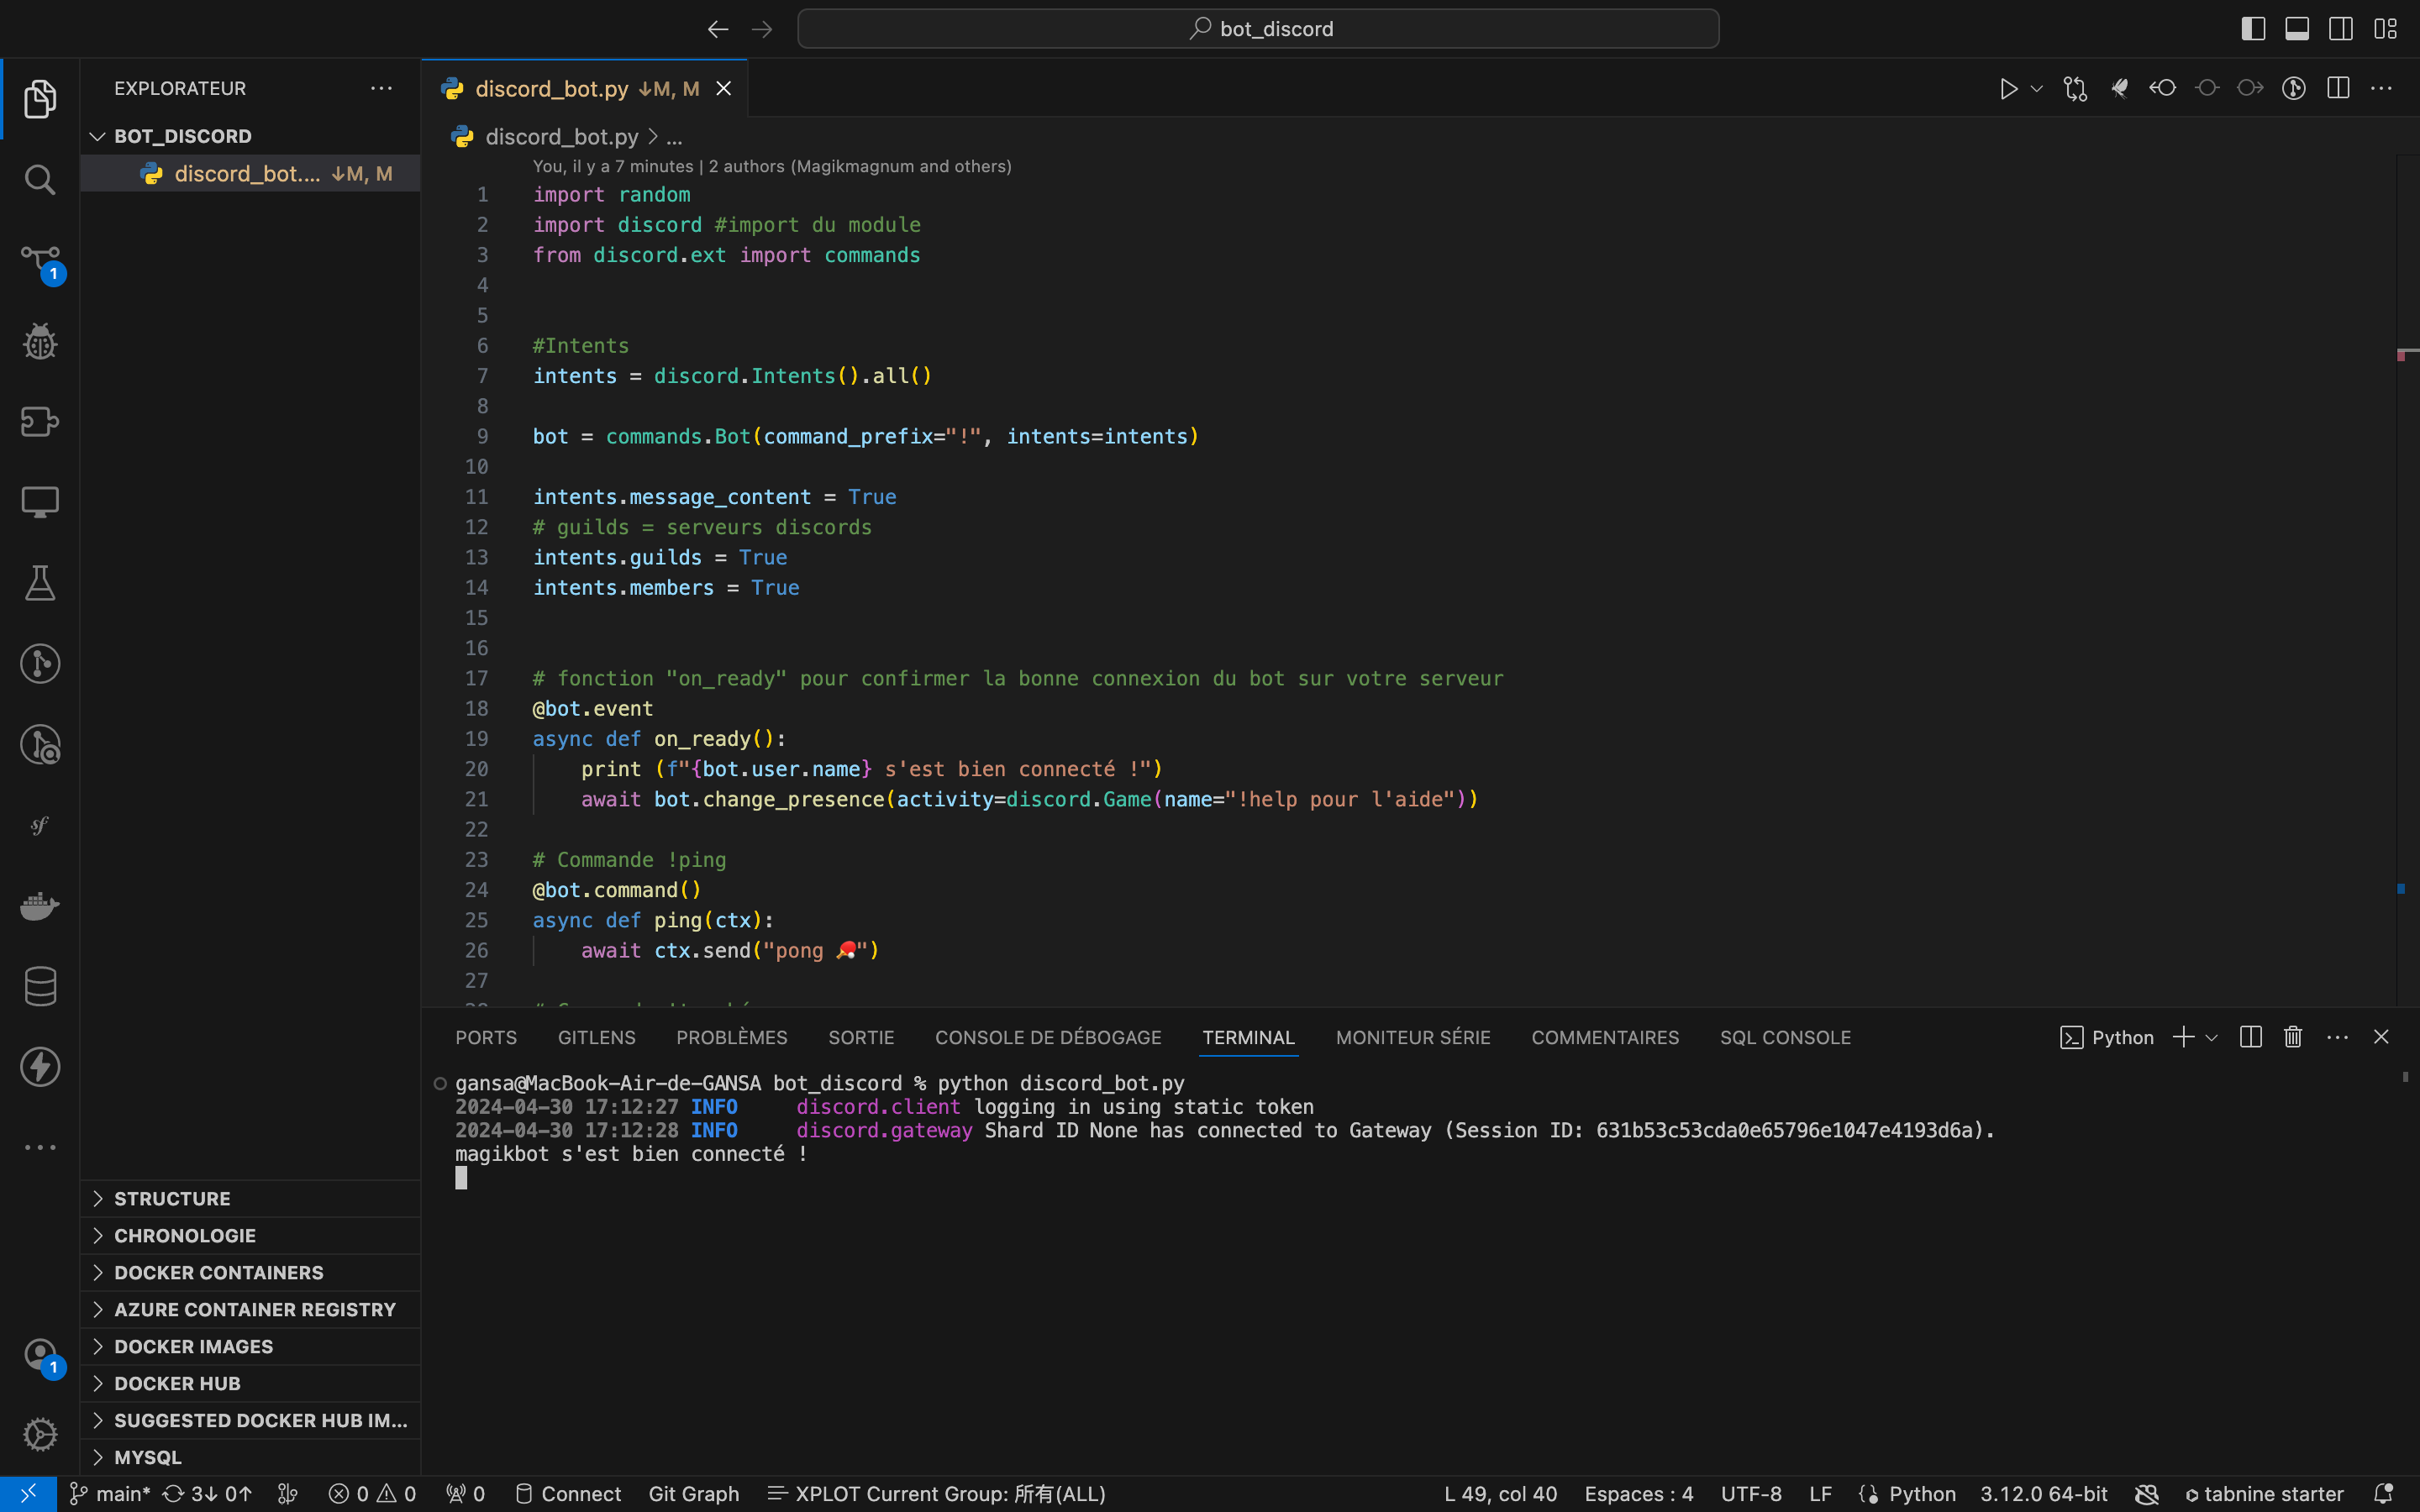 bot_discord
EXPLORATEUR
BOT_DISCORD
discord_bot.... ↓M, M
discord_bot.py ↓M, M
discord_bot.py > ...
You, il y a 7 minutes | 2 authors (Magikmagnum and others)
1 import random
2 import discord #import du module
3 from discord.ext import commands
4
5
6 #Intents
7 intents = discord.Intents().all()
8
9 bot = commands.Bot(command_prefix="!", intents=intents)
10
11 intents.message_content = True
12 # guilds = serveurs discords
13 intents.guilds = True
14 intents.members = True
15
16
17 # fonction "on_ready" pour confirmer la bonne connexion du bot sur votre serveur
18 @bot.event
19 async def on_ready():
20 print (f"{bot.user.name} s'est bien connecté !")
21 await bot.change_presence(activity=discord.Game(name="!help pour l'aide"))
22
23 # Commande !ping
24 @bot.command()
25 async def ping(ctx):
26 await ctx.send("pong 🏓")
27
PORTS GITLENS PROBLÈMES SORTIE CONSOLE DE DÉBOGAGE TERMINAL MONITEUR SÉRIE COMMENTAIRES SQL CONSOLE Python
gansa@MacBook-Air-de-GANSA bot_discord % python discord_bot.py
2024-04-30 17:12:27 INFO discord.client logging in using static token
2024-04-30 17:12:28 INFO discord.gateway Shard ID None has connected to Gateway (Session ID: 631b53c53cda0e65796e1047e4193d6a).
magikbot s'est bien connecté !
1
sf
1
STRUCTURE
CHRONOLOGIE
DOCKER CONTAINERS
AZURE CONTAINER REGISTRY
DOCKER IMAGES
DOCKER HUB
SUGGESTED DOCKER HUB IM...
MYSQL
main* 3↓ 0↑ 0 0 0 Connect Git Graph XPLOT Current Group: 所有(ALL) L 49, col 40 Espaces : 4 UTF-8 LF Python 3.12.0 64-bit tabnine starter